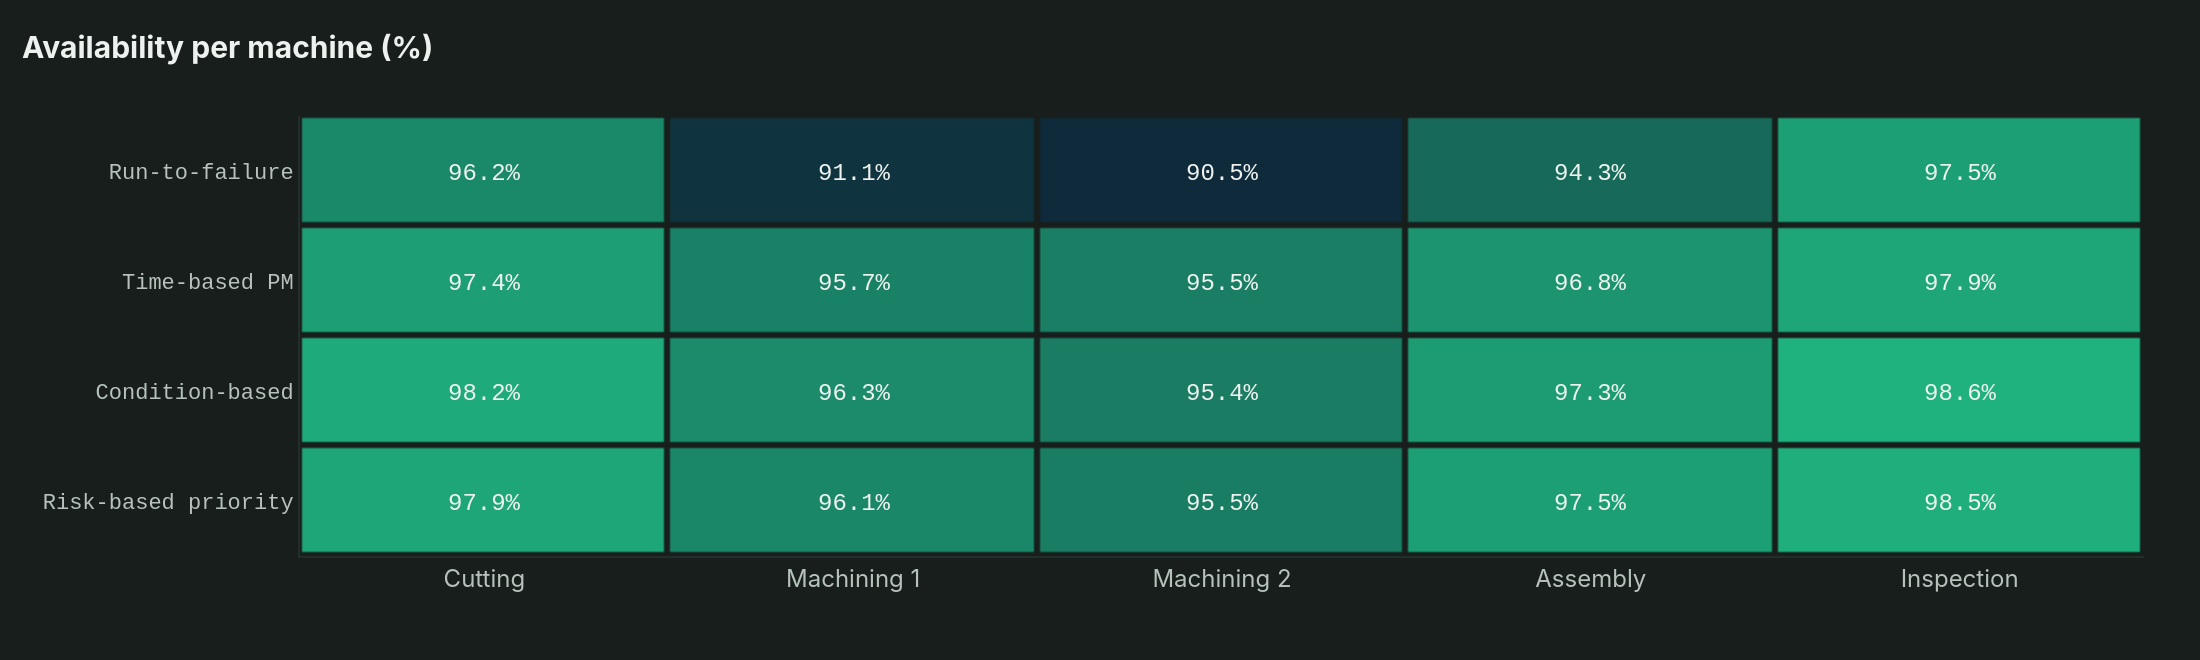 Availability per machine (%)
Run-to-failure 96.2% 91.1% 90.5% 94.3% 97.5%
Time-based PM 97.4% 95.7% 95.5% 96.8% 97.9%
Condition-based 98.2% 96.3% 95.4% 97.3% 98.6%
Risk-based priority 97.9% 96.1% 95.5% 97.5% 98.5%
Cutting Machining 1 Machining 2 Assembly Inspection